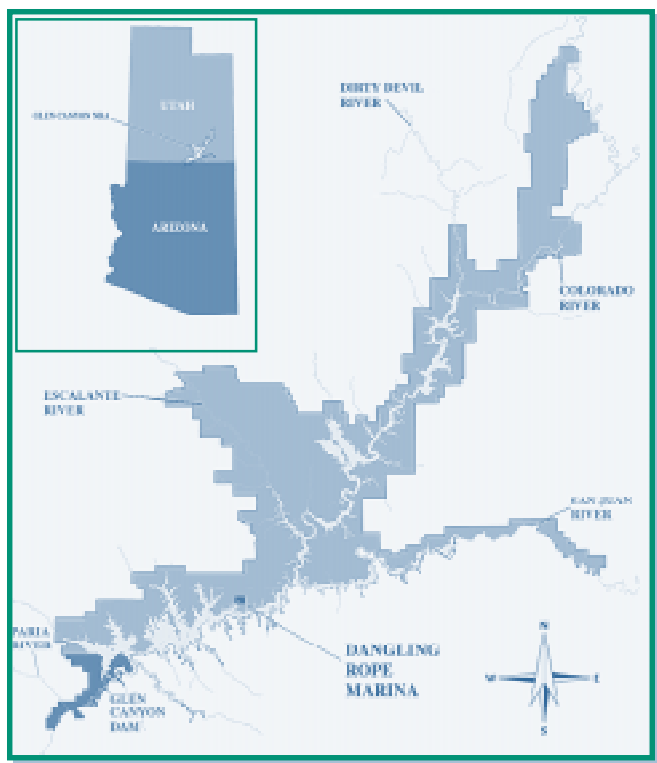 UTAH
GLEN CANYON NRA
ARIZONA
DIRTY DEVIL
RIVER
COLORADO
RIVER
ESCALANTE
RIVER
SAN JUAN
RIVER
PARIA
RIVER
DANGLING
ROPE
MARINA
GLEN
CANYON
DAM
N
W
E
S